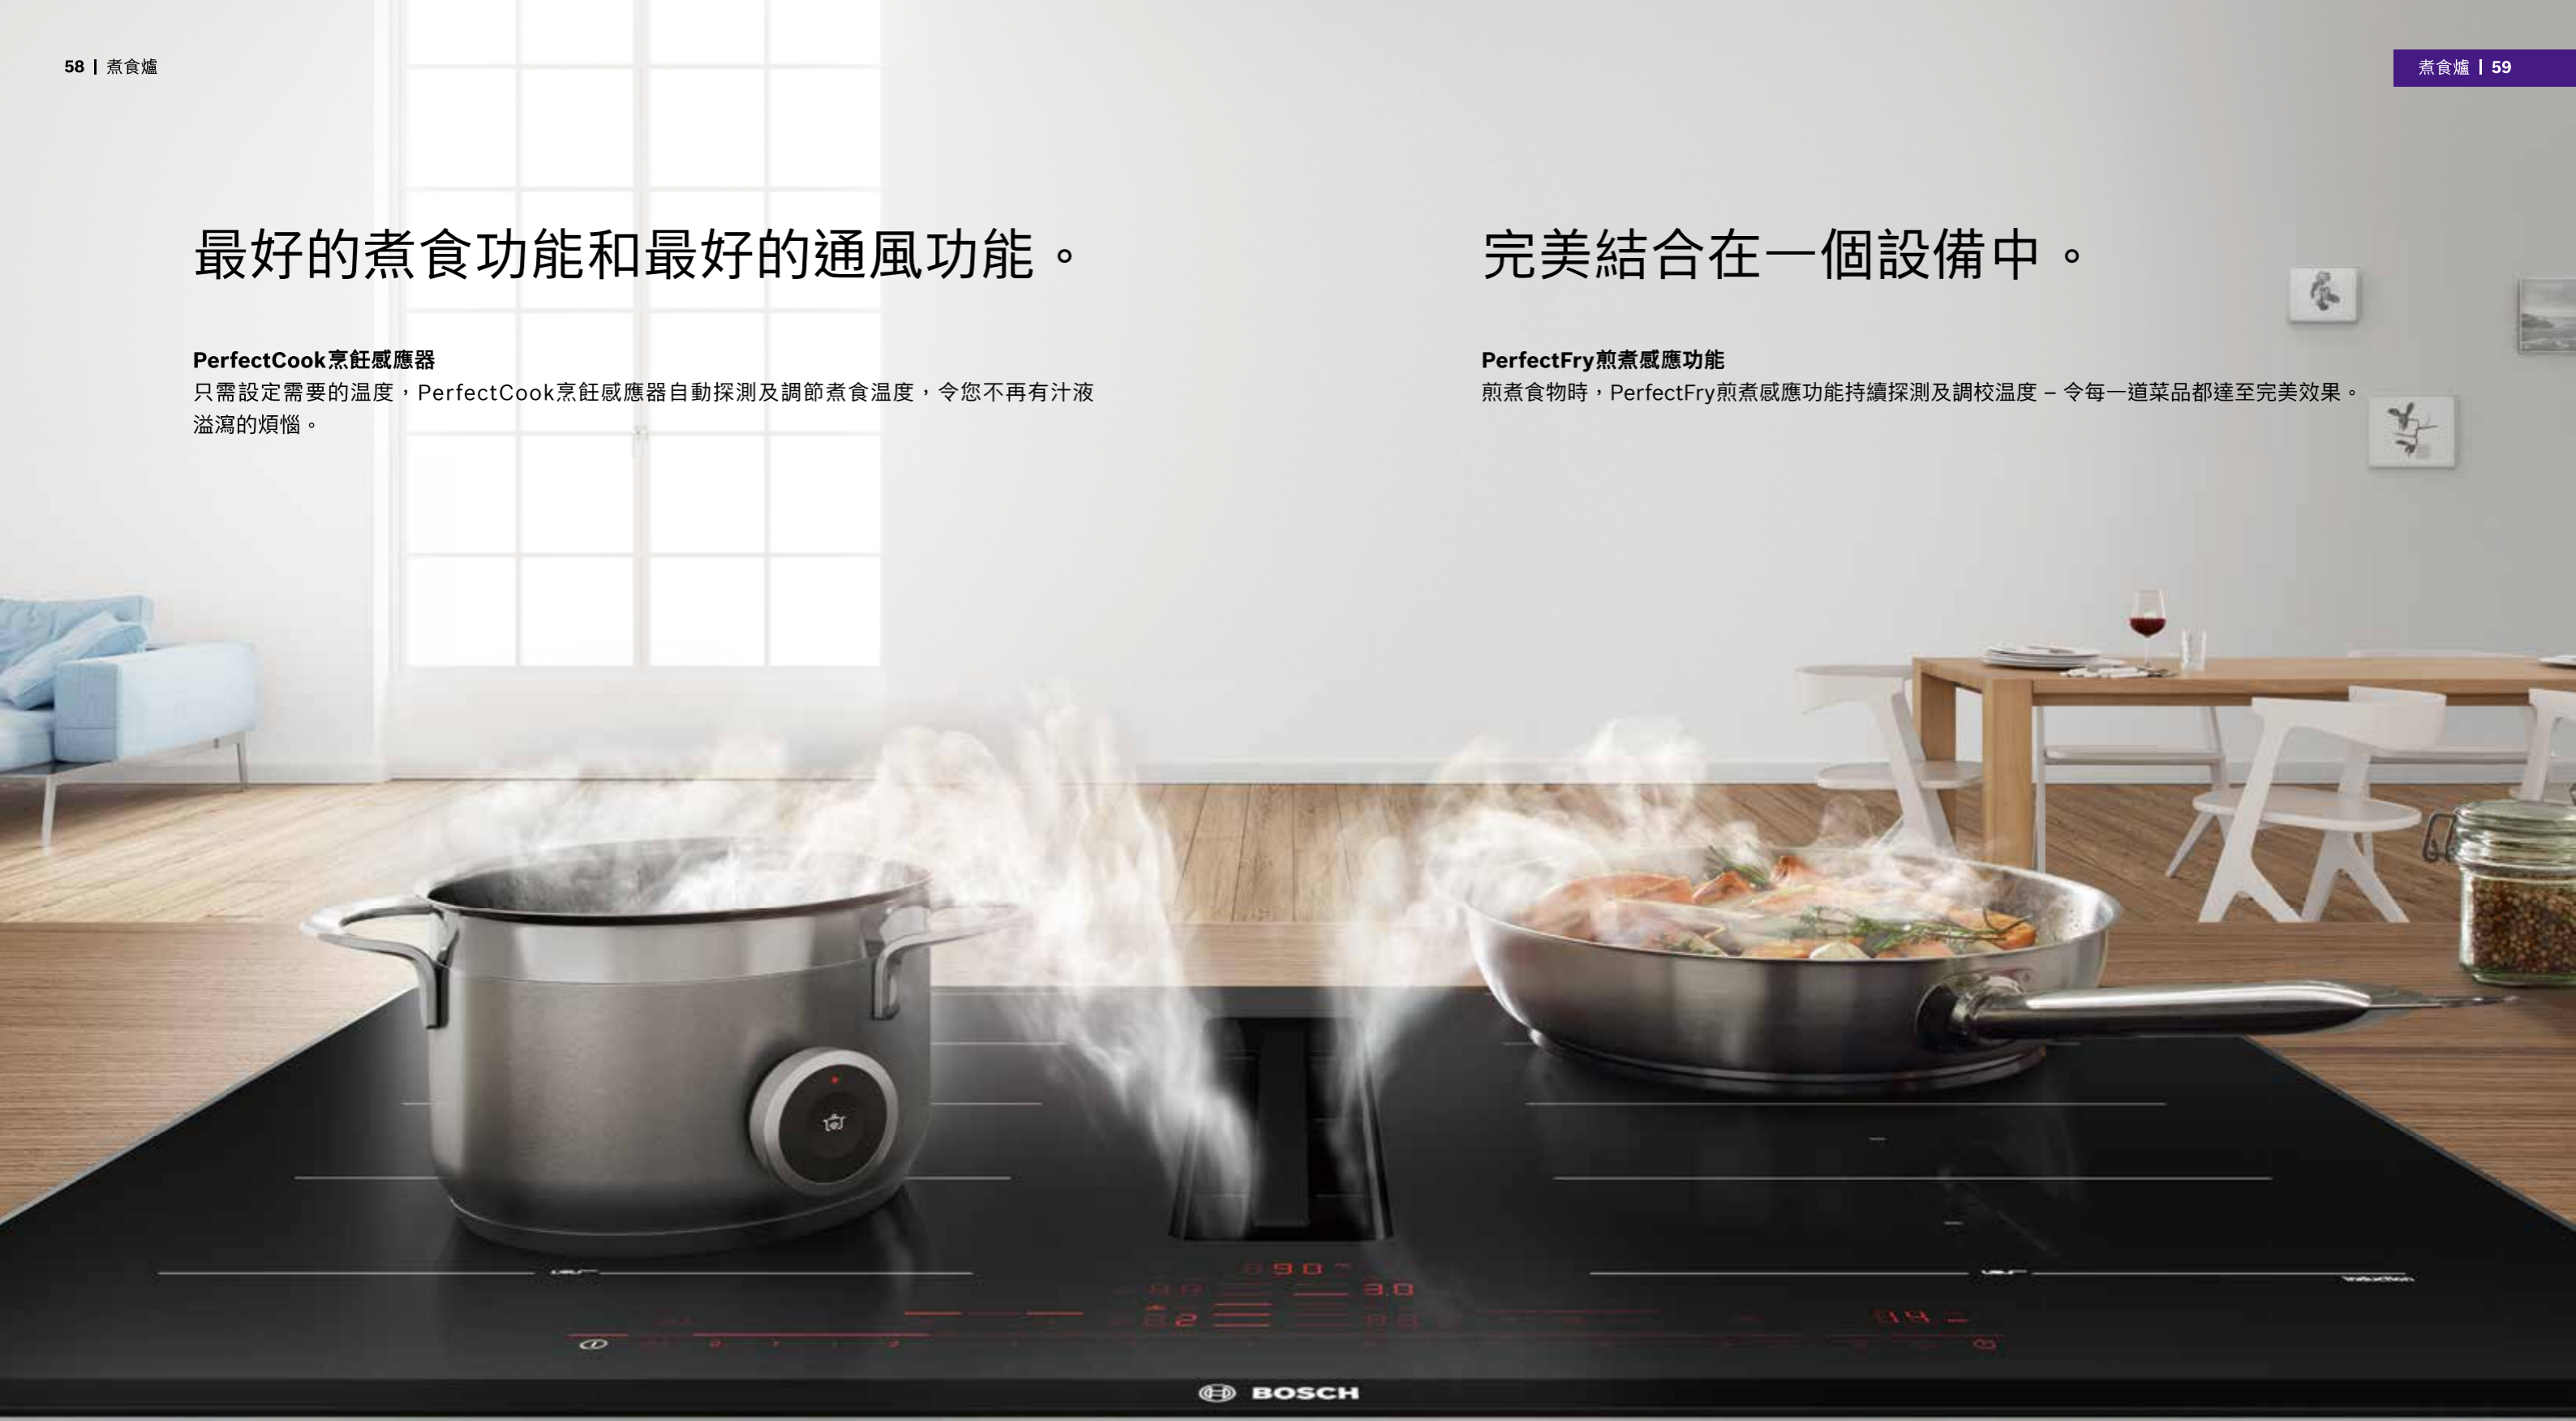 58 | 煮食爐
煮食爐 | 59
最好的煮食功能和最好的通風功能。
完美結合在一個設備中。
PerfectCook烹飪感應器
只需設定需要的温度，PerfectCook烹飪感應器自動探測及調節煮食温度，令您不再有汁液
溢瀉的煩惱。
PerfectFry煎煮感應功能
煎煮食物時，PerfectFry煎煮感應功能持續探測及調校温度 – 令每一道菜品都達至完美效果。
Induction
90
3.0
2
BOSCH